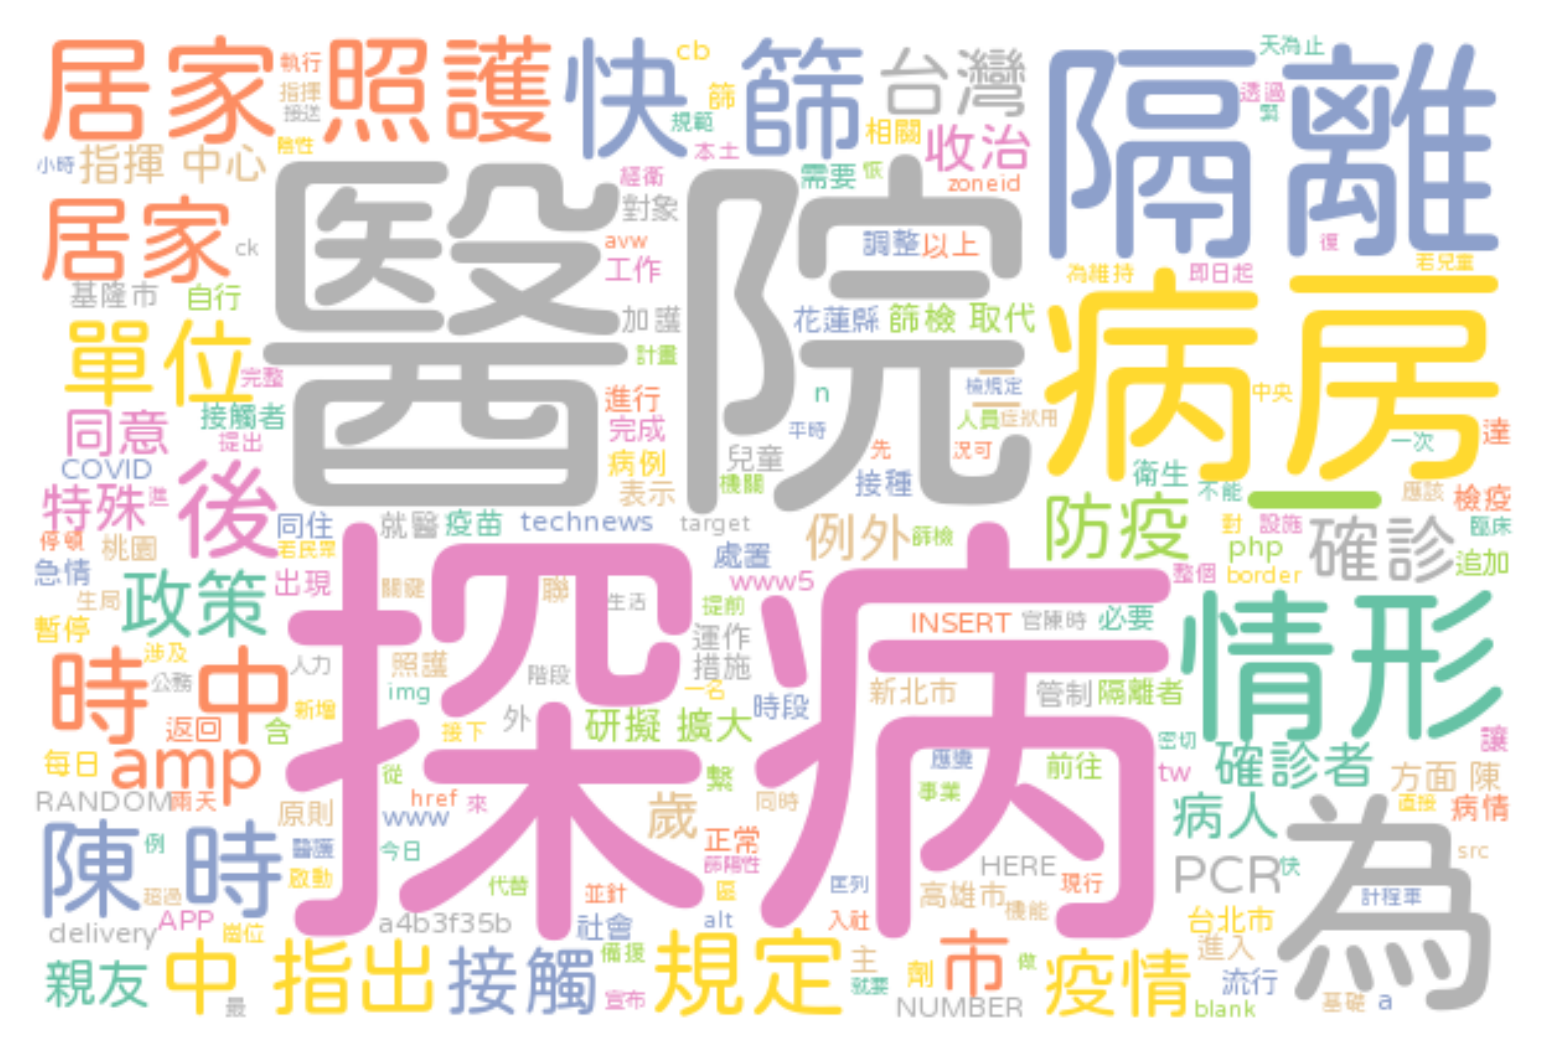 居家照護
執行
指揮
接送
陰性
快篩
cb
篩
規範
本土
台灣
相關
收治
隔離
天為止
透過
緊
復
小時
指揮中心
醫院
經衛
對象
需要
恢
zoneid
居家
ck
avw
工作
調整
以上
為維持
即日起
若兒童
基隆市
自行
加護
花蓮縣
篩檢
取代
病房
單位
計畫
完整
檢規定
中央
同意
接觸者
提出
進行
完成
n
平時
人員
症狀用
一次
達
COVID
後
病例
兒童
先
況可
衛生
特殊
進
表示
機關
接種
不能
應該
檢疫
停頓
桃園
同住
若民眾
就醫
疫苗
technews
target
例外
篩檢
防疫
對
設施
確診
臨床
急情
處置
php
追加
政策
出現
關鍵
聯
生活
www5
整個
border
生局
提前
暫停
探病
INSERT
官陳時
必要
情形
涉及
運作
措施
時中
公務
人力
照護
階段
img
一名
新北市
管制
隔離者
返回
含
新增
接下
外
研擬
擴大
時段
密切
讓
每日
amp
從
繫
應變
前往
tw
確診者
方面
陳
RANDOM
兩天
原則
href
www
來
歲
同時
事業
病人
直接
病情
陳時
例
醫護
今日
正常
篩陽性
HERE
PCR
快
為
src
超過
啟動
代替
並針
區
匡列
高雄市
現行
機能
計程車
delivery
APP
崗位
a4b3f35b
社會
alt
入社
台北市
親友
中
最
指出
接觸
備援
宣布
規定
主
就要
劑
市
做
NUMBER
疫情
進入
流行
blank
基礎
a